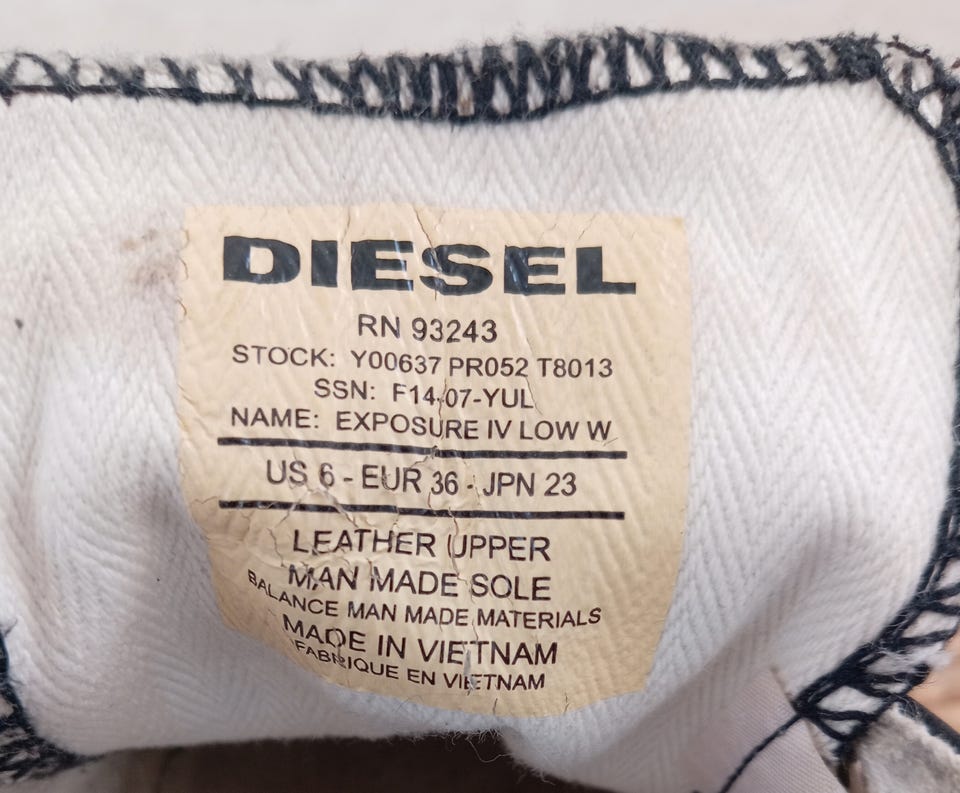 DIESEL
RN 93243
STOCK: Y00637 PR052 T8013
SSN: F14-07-YUL
NAME: EXPOSURE IV LOW W
US 6 - EUR 36 - JPN 23
LEATHER UPPER
MAN MADE SOLE
BALANCE MAN MADE MATERIALS
MADE IN VIETNAM
FABRIQUE EN VIETNAM